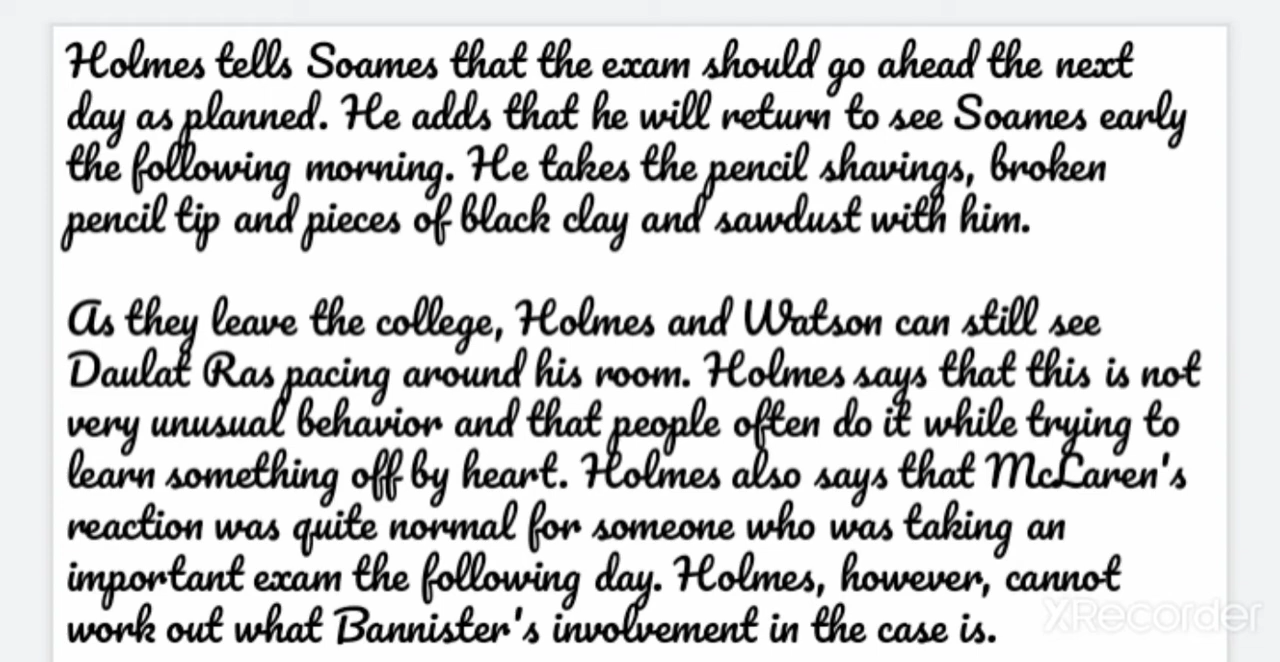 Holmes tells Soames that the exam should go ahead the next
day as planned. He adds that he will return to see Soames early
the following morning. He takes the pencil shavings, broken
pencil tip and pieces of black clay and sawdust with him.
As they leave the college, Holmes and Watson can still see
Daulat Ras pacing around his room. Holmes says that this is not
very unusual behavior and that people often do it while trying to
learn something off by heart. Holmes also says that McLaren's
reaction was quite normal for someone who was taking an
important exam the following day. Holmes, however, cannot
work out what Bannister's involvement in the case is.
XRecorder